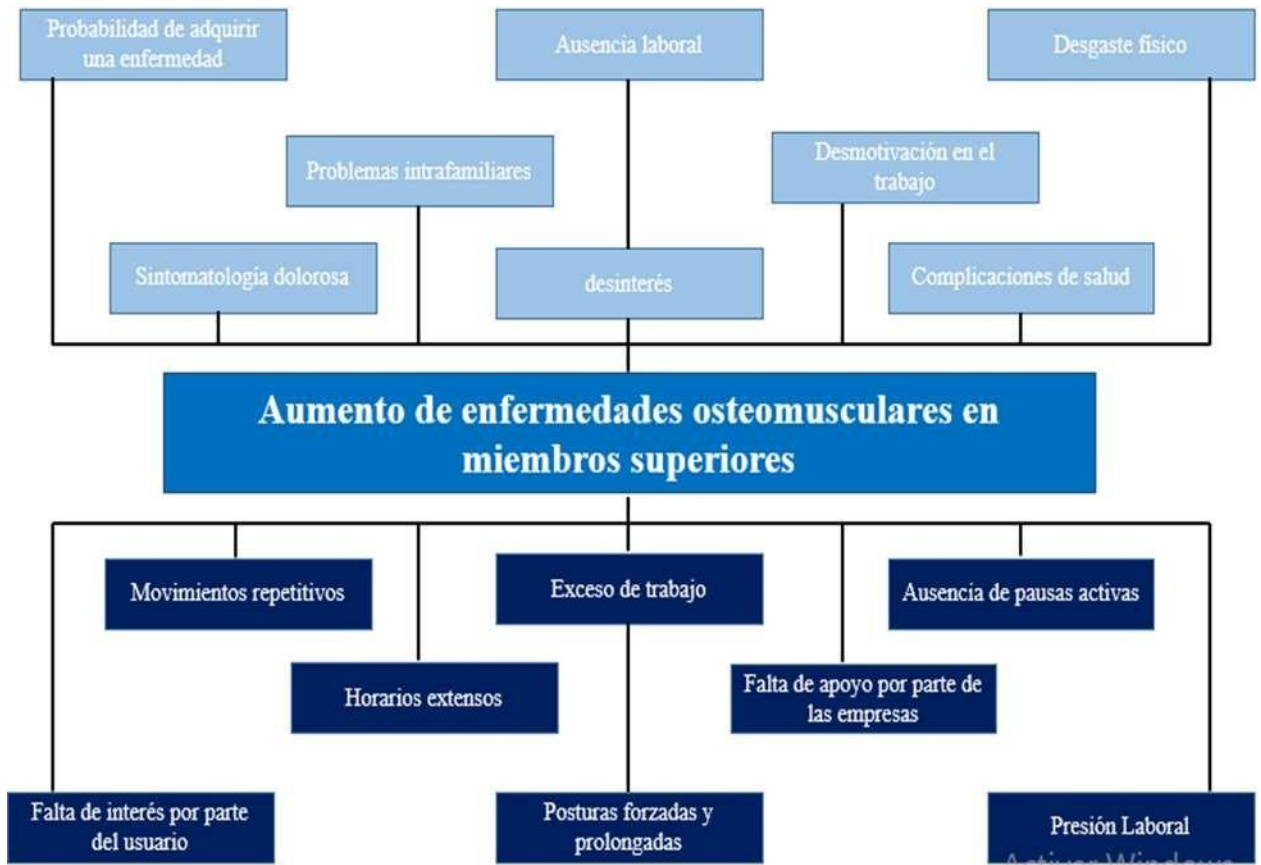 Probabilidad de adquirir
una enfermedad
Ausencia laboral
Desgaste físico
Problemas intrafamiliares
Desmotivación en el
trabajo
Sintomatología dolorosa
desinterés
Complicaciones de salud
Aumento de enfermedades osteomusculares en
miembros superiores
Movimientos repetitivos
Exceso de trabajo
Ausencia de pausas activas
Horarios extensos
Falta de apoyo por parte de
las empresas
Falta de interés por parte
del usuario
Posturas forzadas y
prolongadas
Presión Laboral
Activar Windows